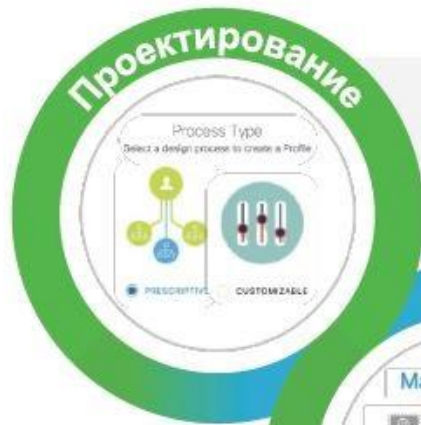 Проектирование
Process Type
Select a design process to create a Profile
PRESCRIPTIVE CUSTOMIZABLE
Ma